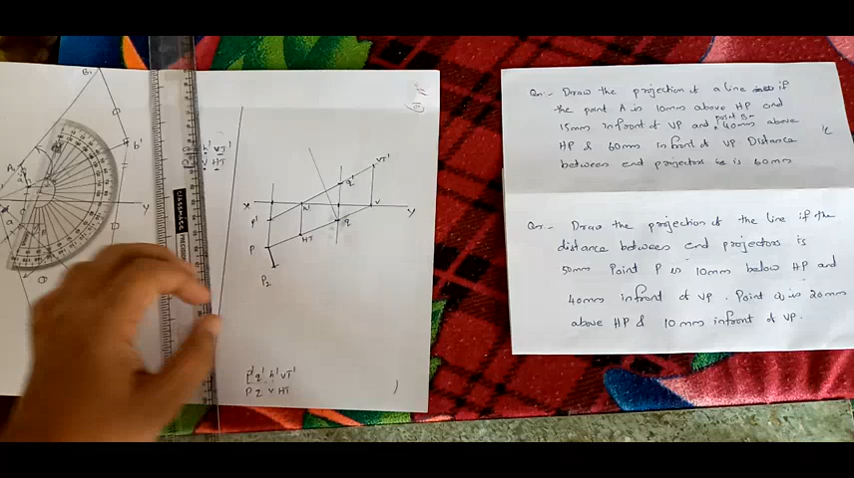 Qn:- Draw the projection of a line if
the point A is 10mm above HP and
15mm infront of VP and point B is 40mm above
HP & 60mm infront of VP Distance
between end projectors is 60mm
Qn:- Draw the projection of the line if the
distance between end projectors is
50mm Point P is 10mm below HP and
40mm infront of VP. Point Q is 20mm
above HP & 10mm infront of VP.
B1
b'
y
CLASSMATE
VT'
q'
x
h'
v
y
p'
HT
q
P
P2
p' q' h' VT'
p q v HT